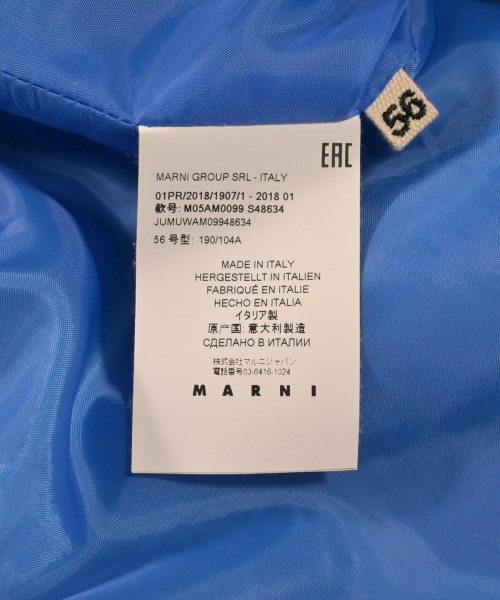 56
EAC
MARNI GROUP SRL - ITALY
01PR/2018/1907/1 - 2018 01
款号: M05AM0099 S48634
JUMUWAM09948634
56 号型: 190/104A
MADE IN ITALY
HERGESTELLT IN ITALIEN
FABRIQUÉ EN ITALIE
HECHO EN ITALIA
イタリア製
原产国: 意大利製造
СДЕЛАНО В ИТАЛИИ
株式会社マルニジャパン
電話番号03-6416-1024
MARNI